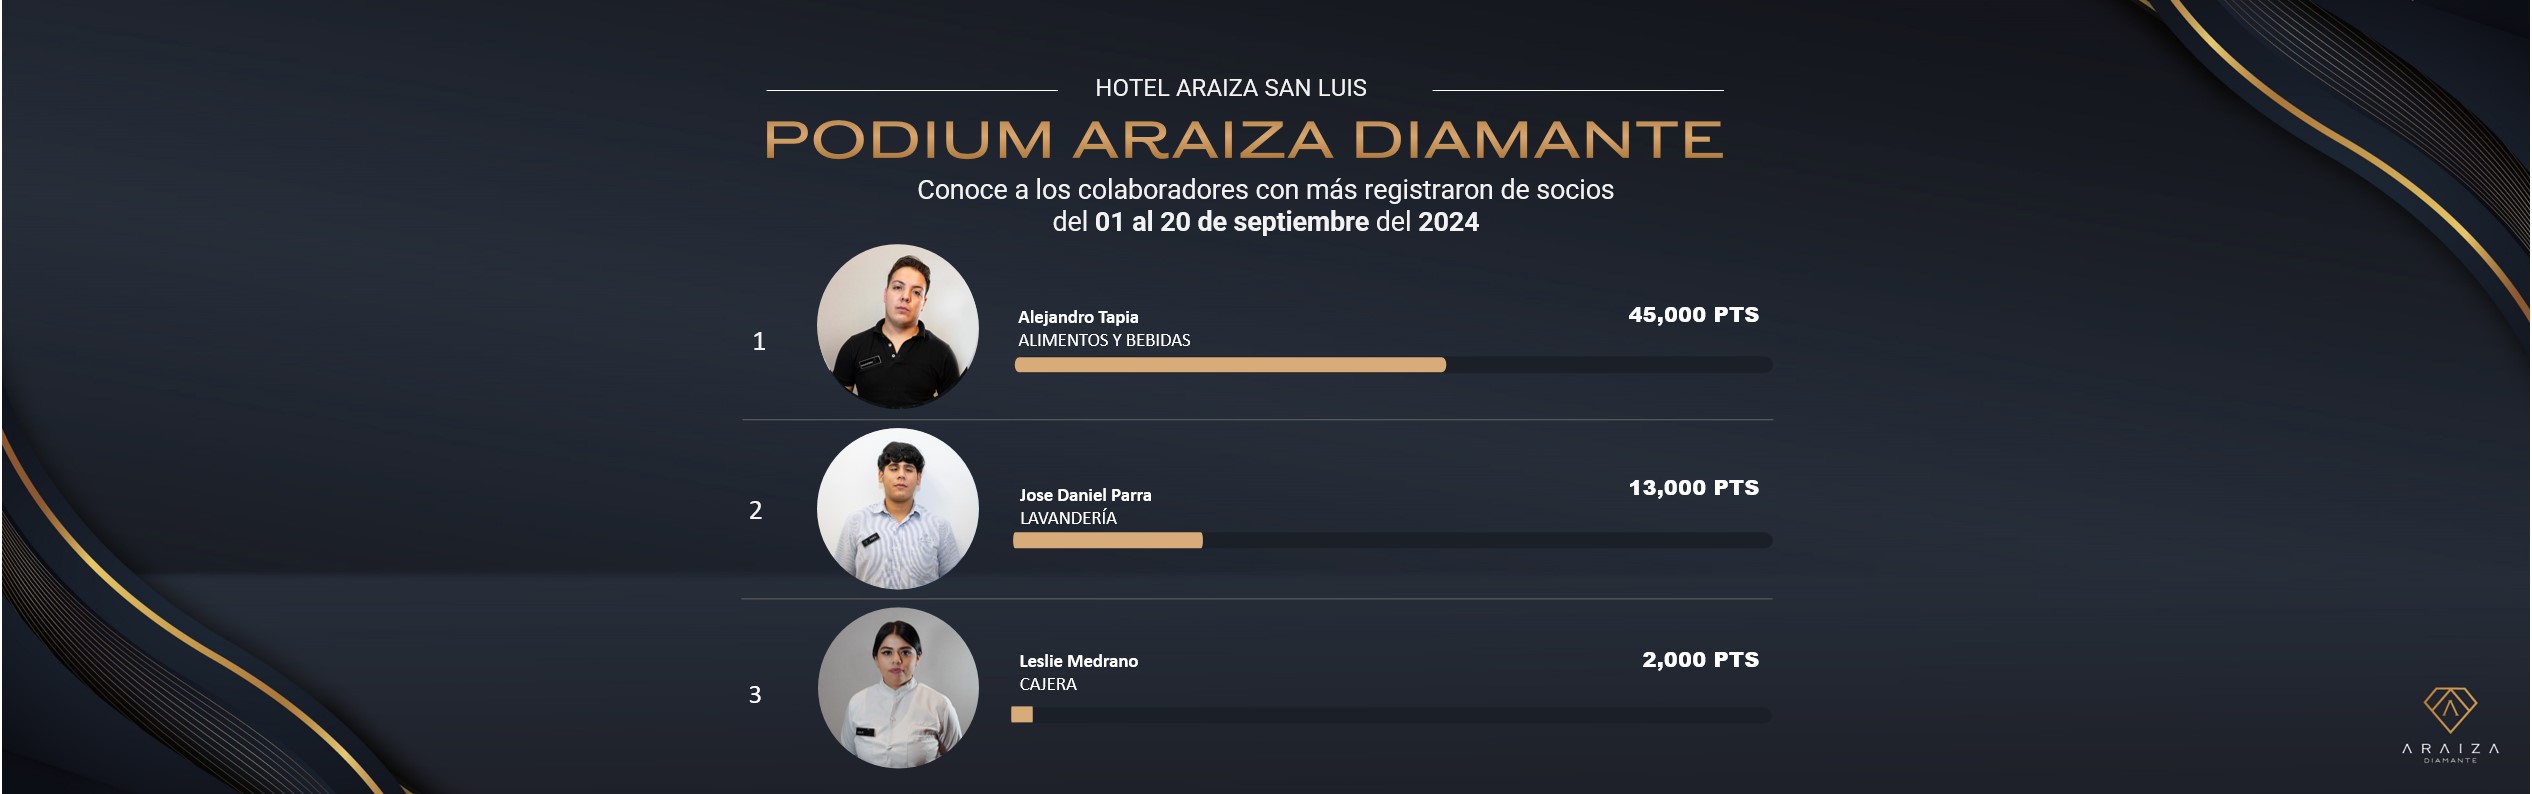 HOTEL ARAIZA SAN LUIS
PODIUM ARAIZA DIAMANTE
Conoce a los colaboradores con más registraron de socios
del 01 al 20 de septiembre del 2024
1
Alejandro Tapia
ALIMENTOS Y BEBIDAS
45,000 PTS
2
Jose Daniel Parra
LAVANDERÍA
13,000 PTS
3
Leslie Medrano
CAJERA
2,000 PTS
ARAIZA
DIAMANTE